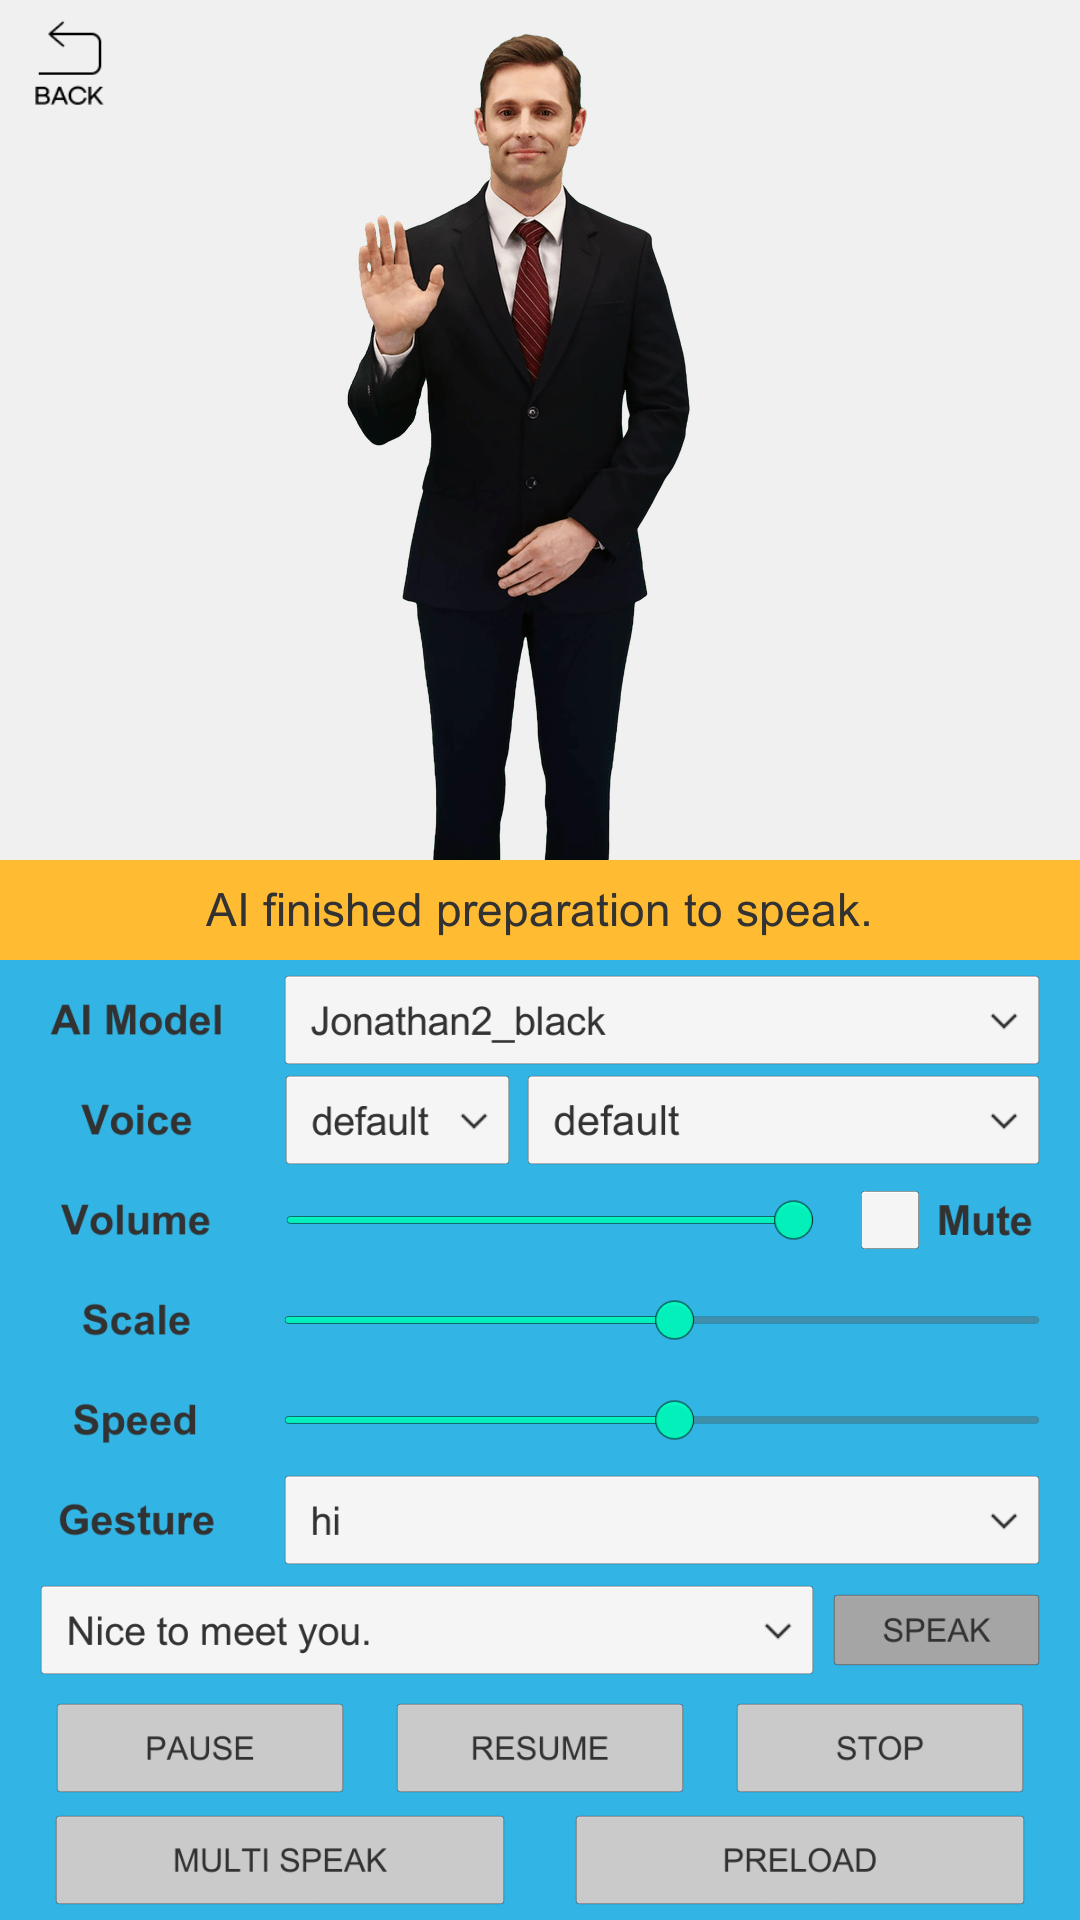 BACK
AI finished preparation to speak.
AI Model
Jonathan2_black
Voice
default
default
Volume
Mute
Scale
Speed
Gesture
hi
Nice to meet you.
SPEAK
PAUSE
RESUME
STOP
MULTI SPEAK
PRELOAD